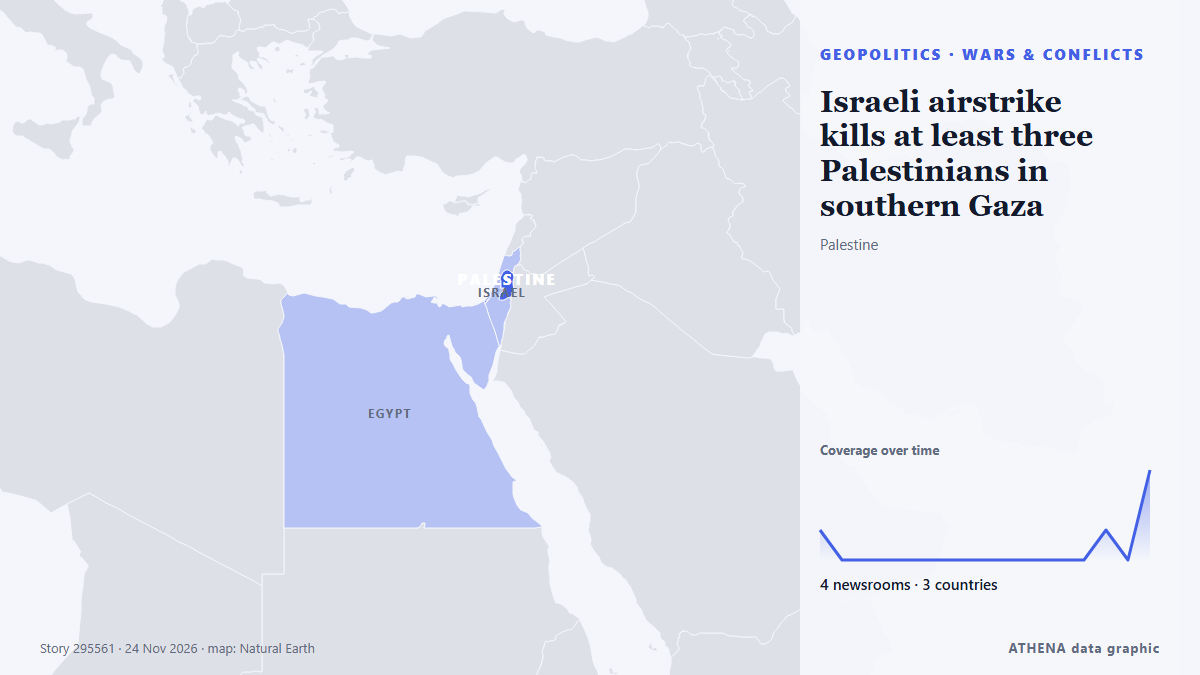 GEOPOLITICS · WARS & CONFLICTS
Israeli airstrike
kills at least three
Palestinians in
southern Gaza
Palestine
PALESTINE
ISRAEL
EGYPT
Coverage over time
4 newsrooms · 3 countries
Story 295561 · 24 Nov 2026 · map: Natural Earth
ATHENA data graphic